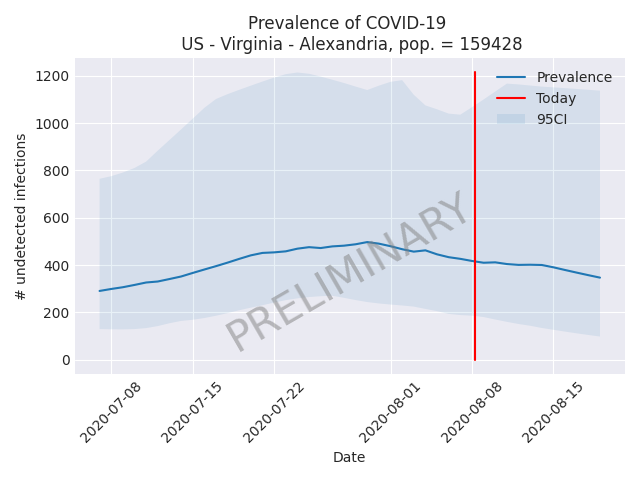 Prevalence of COVID-19
US - Virginia - Alexandria, pop. = 159428
1200
1000
800
600
400
200
0
# undetected infections
Prevalence
Today
95CI
PRELIMINARY
2020-07-08
2020-07-15
2020-07-22
2020-08-01
2020-08-08
2020-08-15
Date